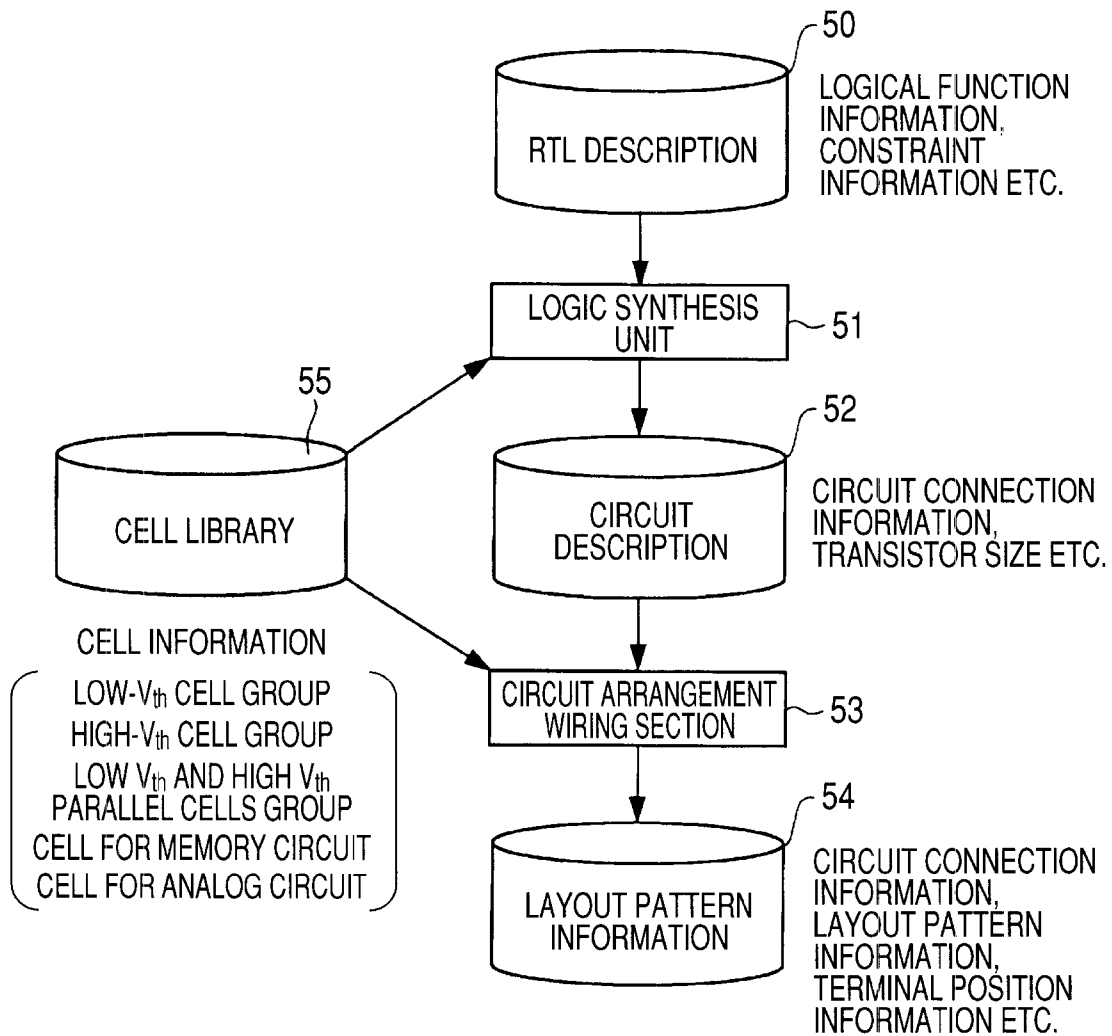 50
RTL DESCRIPTION
LOGICAL FUNCTION
INFORMATION,
CONSTRAINT
INFORMATION ETC.
LOGIC SYNTHESIS
UNIT
51
55
CELL LIBRARY
52
CIRCUIT
DESCRIPTION
CIRCUIT CONNECTION
INFORMATION,
TRANSISTOR SIZE ETC.
CELL INFORMATION
LOW-Vth CELL GROUP
HIGH-Vth CELL GROUP
LOW Vth AND HIGH Vth
PARALLEL CELLS GROUP
CELL FOR MEMORY CIRCUIT
CELL FOR ANALOG CIRCUIT
CIRCUIT ARRANGEMENT
WIRING SECTION
53
54
LAYOUT PATTERN
INFORMATION
CIRCUIT CONNECTION
INFORMATION,
LAYOUT PATTERN
INFORMATION,
TERMINAL POSITION
INFORMATION ETC.